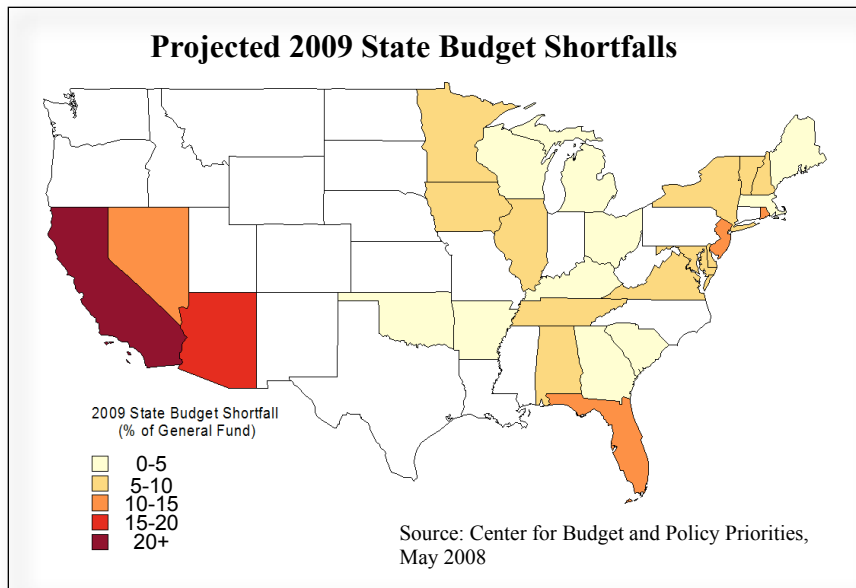 Projected 2009 State Budget Shortfalls
2009 State Budget Shortfall
(% of General Fund)
0-5
5-10
10-15
15-20
20+
Source: Center for Budget and Policy Priorities,
May 2008